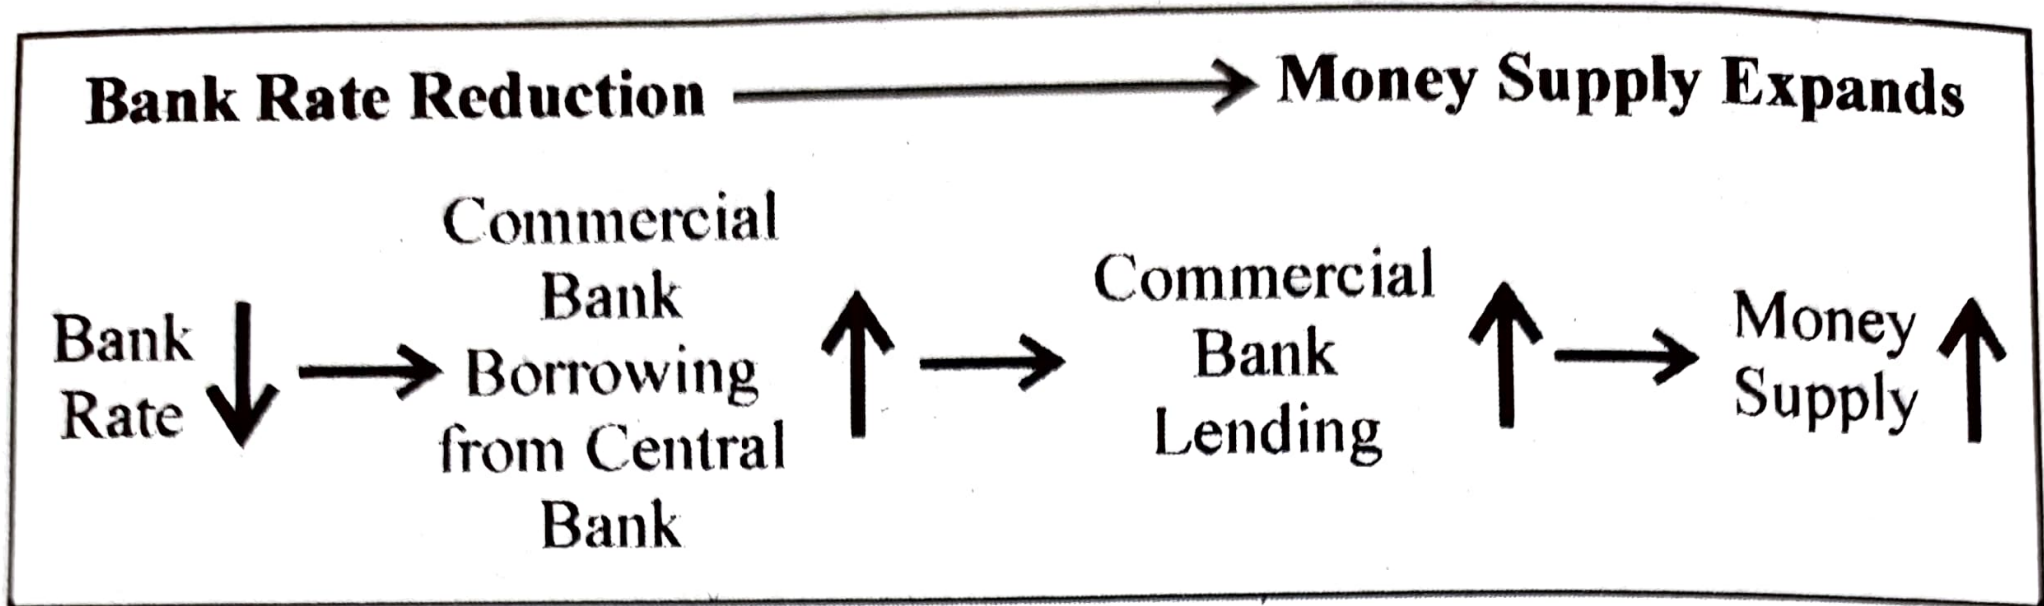 Bank Rate Reduction → Money Supply Expands
Bank
Rate ↓ →
Commercial
Bank
Borrowing
from Central
Bank ↑ →
Commercial
Bank
Lending ↑ →
Money
Supply ↑